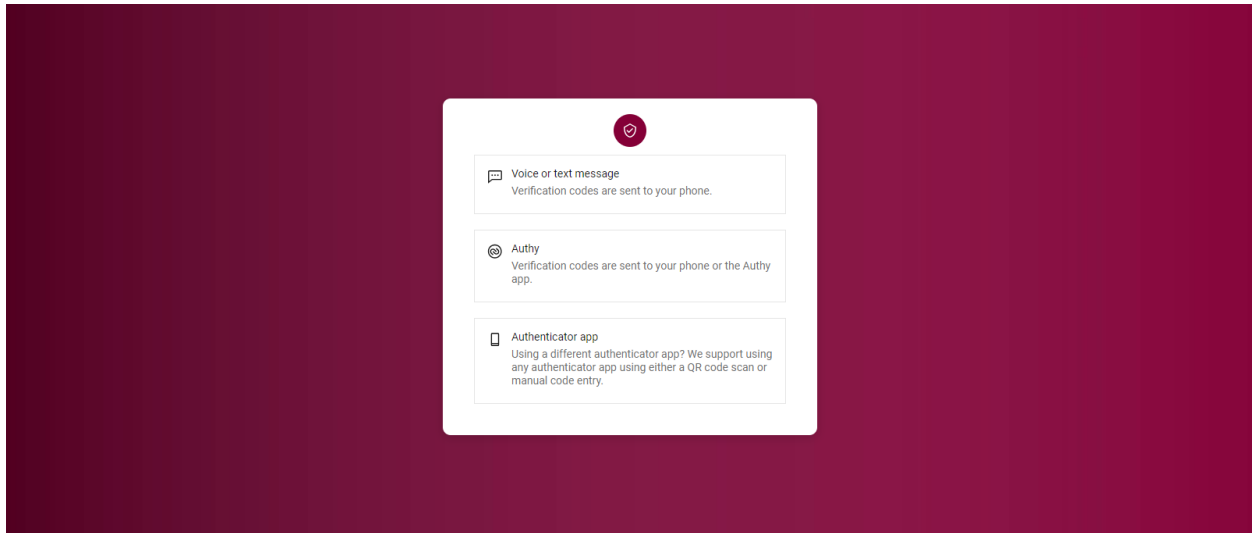 Voice or text message
Verification codes are sent to your phone.
Authy
Verification codes are sent to your phone or the Authy
app.
Authenticator app
Using a different authenticator app? We support using
any authenticator app using either a QR code scan or
manual code entry.